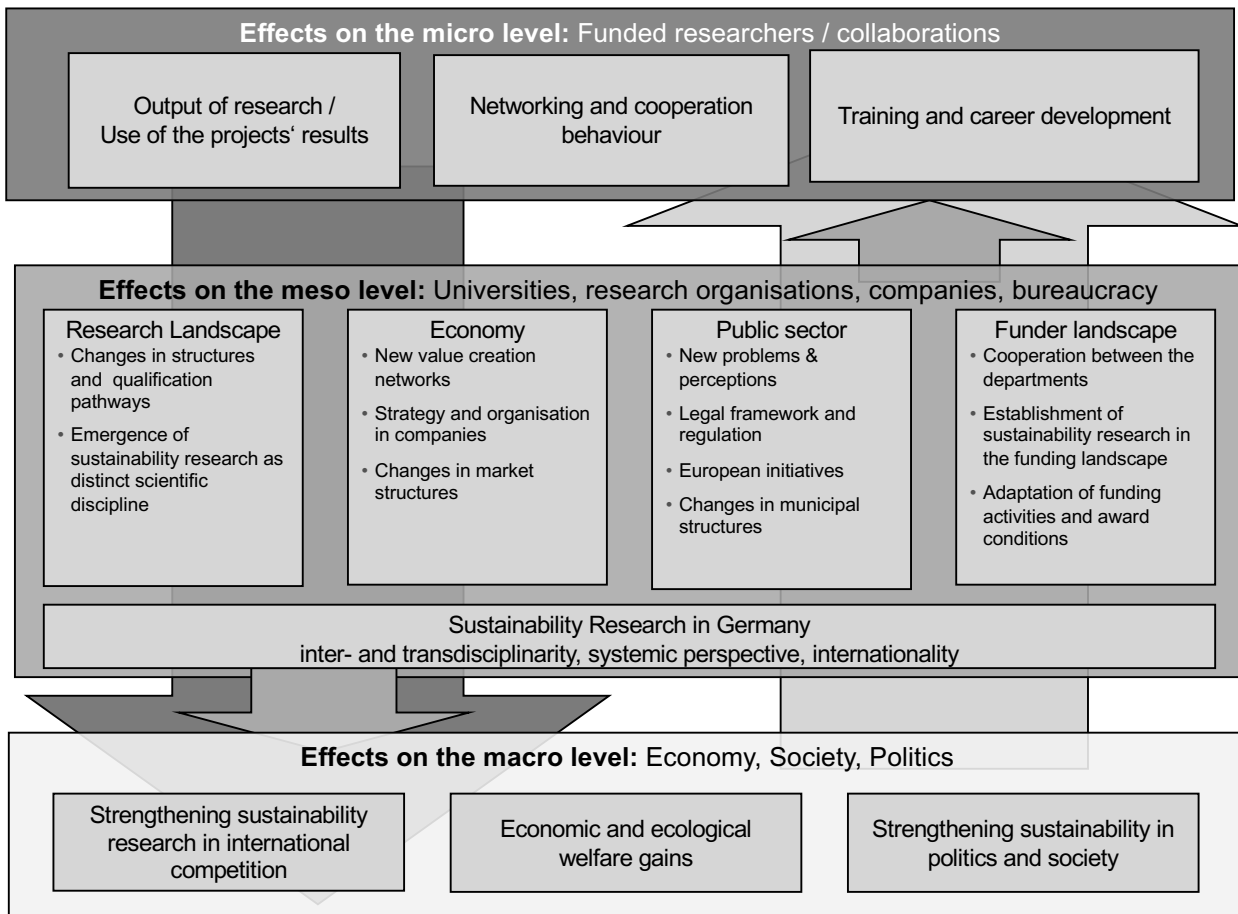 Effects on the micro level: Funded researchers / collaborations
Output of research /
Use of the projects‘ results
Networking and cooperation
behaviour
Training and career development
Effects on the meso level: Universities, research organisations, companies, bureaucracy
Research Landscape
• Changes in structures
and qualification
pathways
• Emergence of
sustainability research as
distinct scientific
discipline
Economy
• New value creation
networks
• Strategy and organisation
in companies
• Changes in market
structures
Public sector
• New problems &
perceptions
• Legal framework and
regulation
• European initiatives
• Changes in municipal
structures
Funder landscape
• Cooperation between the
departments
• Establishment of
sustainability research in
the funding landscape
• Adaptation of funding
activities and award
conditions
Sustainability Research in Germany
inter- and transdisciplinarity, systemic perspective, internationality
Effects on the macro level: Economy, Society, Politics
Strengthening sustainability
research in international
competition
Economic and ecological
welfare gains
Strengthening sustainability in
politics and society